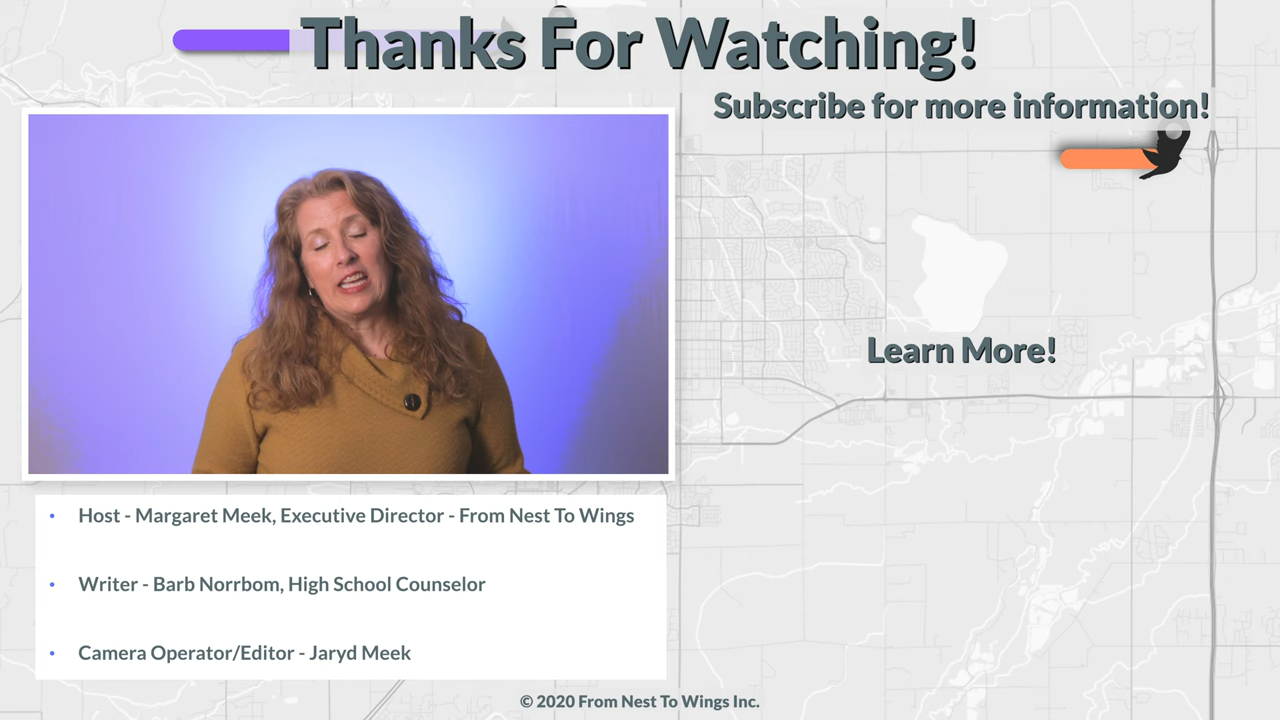 Thanks For Watching!
Subscribe for more information!
Learn More!
• Host - Margaret Meek, Executive Director - From Nest To Wings
• Writer - Barb Norrbom, High School Counselor
• Camera Operator/Editor - Jaryd Meek
© 2020 From Nest To Wings Inc.